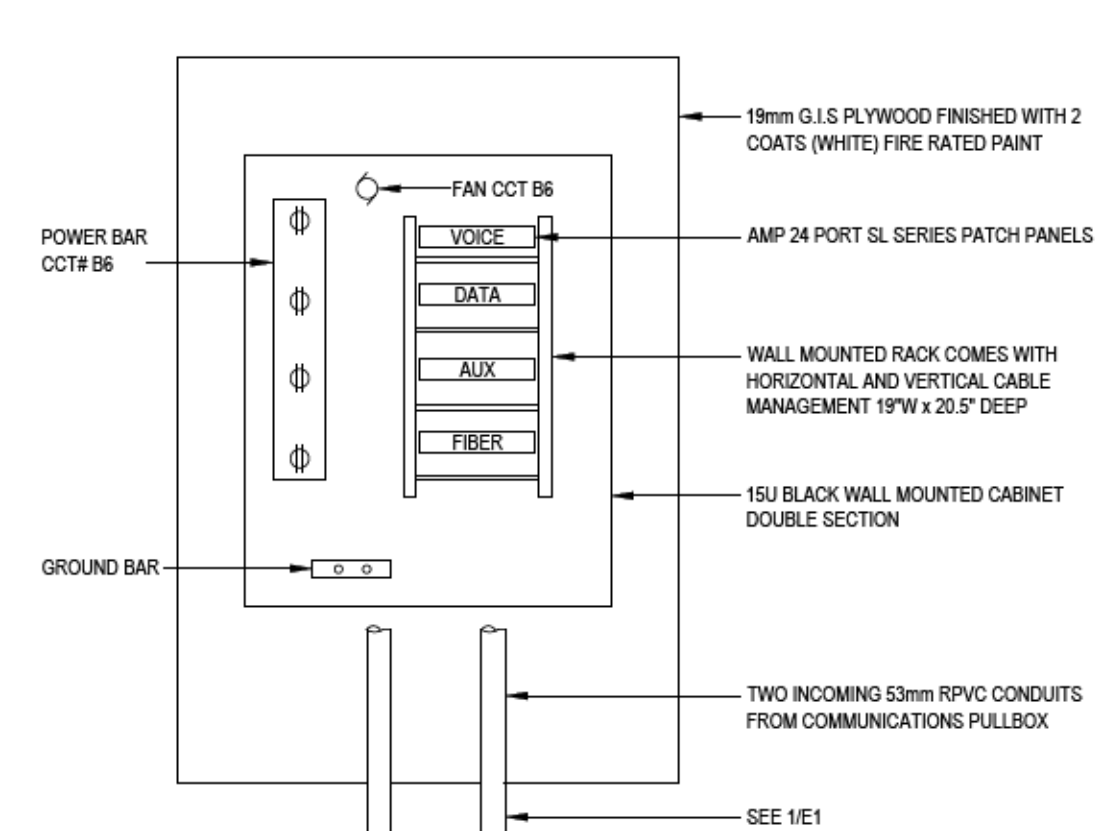 19mm G.I.S PLYWOOD FINISHED WITH 2
COATS (WHITE) FIRE RATED PAINT
FAN CCT B6
POWER BAR
CCT# B6
VOICE
AMP 24 PORT SL SERIES PATCH PANELS
DATA
AUX
WALL MOUNTED RACK COMES WITH
HORIZONTAL AND VERTICAL CABLE
MANAGEMENT 19"W x 20.5" DEEP
FIBER
15U BLACK WALL MOUNTED CABINET
DOUBLE SECTION
GROUND BAR
TWO INCOMING 53mm RPVC CONDUITS
FROM COMMUNICATIONS PULLBOX
SEE 1/E1